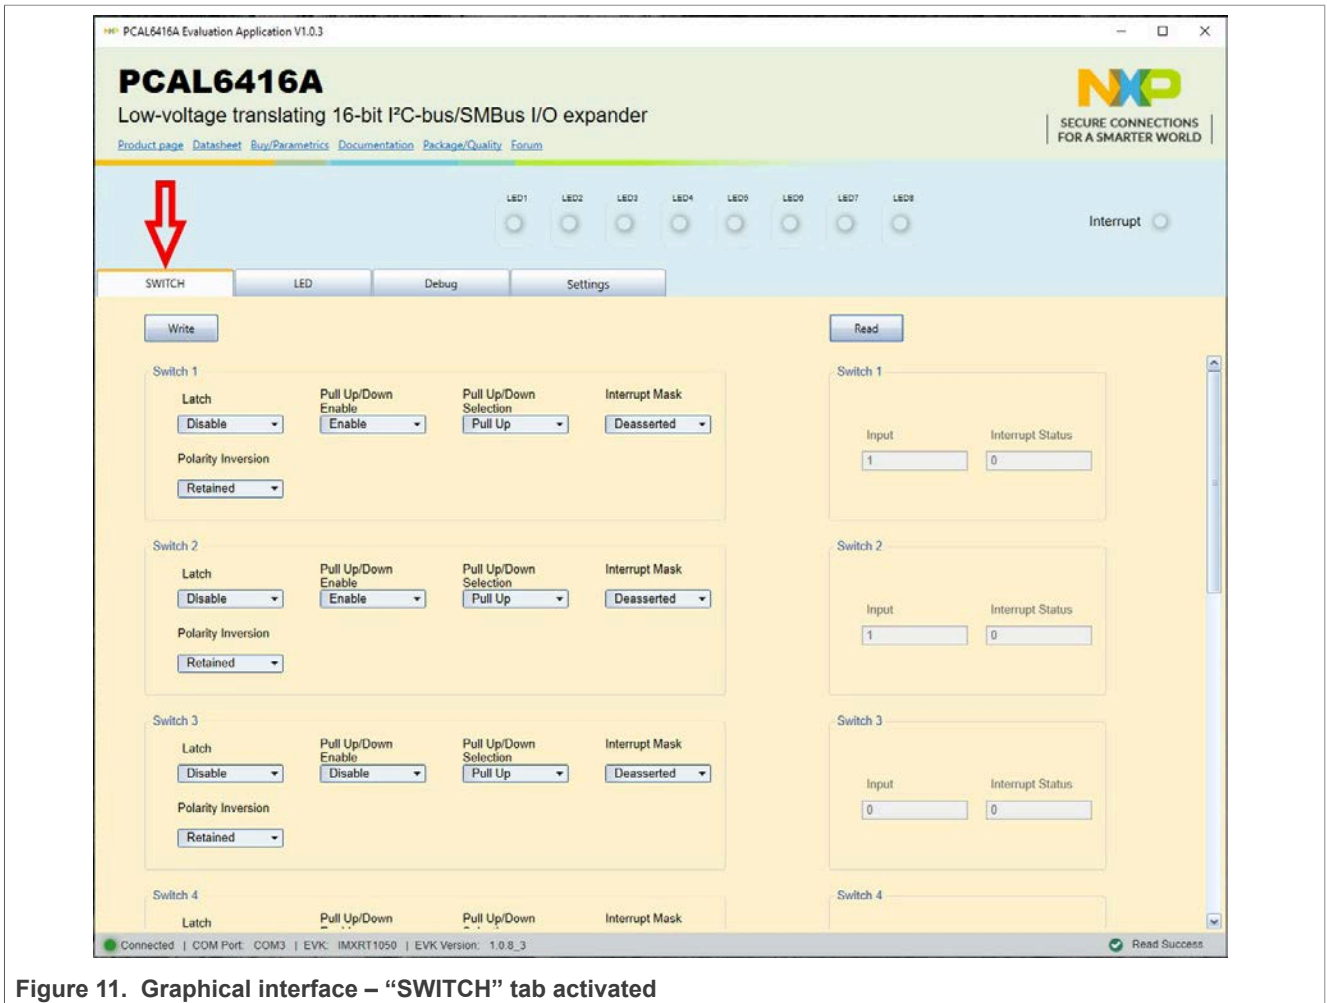 PCAL6416A Evaluation Application V1.0.3
PCAL6416A
Low-voltage translating 16-bit I²C-bus/SMBus I/O expander
Product page Datasheet Buy/Parametrics Documentation Package/Quality Forum
NXP
SECURE CONNECTIONS
FOR A SMARTER WORLD
LED1 LED2 LED3 LED4 LED5 LED6 LED7 LED8
Interrupt
SWITCH LED Debug Settings
Write Read
Switch 1
Latch Pull Up/Down Enable Pull Up/Down Selection Interrupt Mask
Disable Enable Pull Up Deasserted
Polarity Inversion
Retained
Switch 1
Input Interrupt Status
1 0
Switch 2
Latch Pull Up/Down Enable Pull Up/Down Selection Interrupt Mask
Disable Enable Pull Up Deasserted
Polarity Inversion
Retained
Switch 2
Input Interrupt Status
1 0
Switch 3
Latch Pull Up/Down Enable Pull Up/Down Selection Interrupt Mask
Disable Disable Pull Up Deasserted
Polarity Inversion
Retained
Switch 3
Input Interrupt Status
0 0
Switch 4
Latch Pull Up/Down Pull Up/Down Interrupt Mask
Switch 4
Connected | COM Port: COM3 | EVK: IMXRT1050 | EVK Version: 1.0.8_3
Read Success
Figure 11. Graphical interface – “SWITCH” tab activated